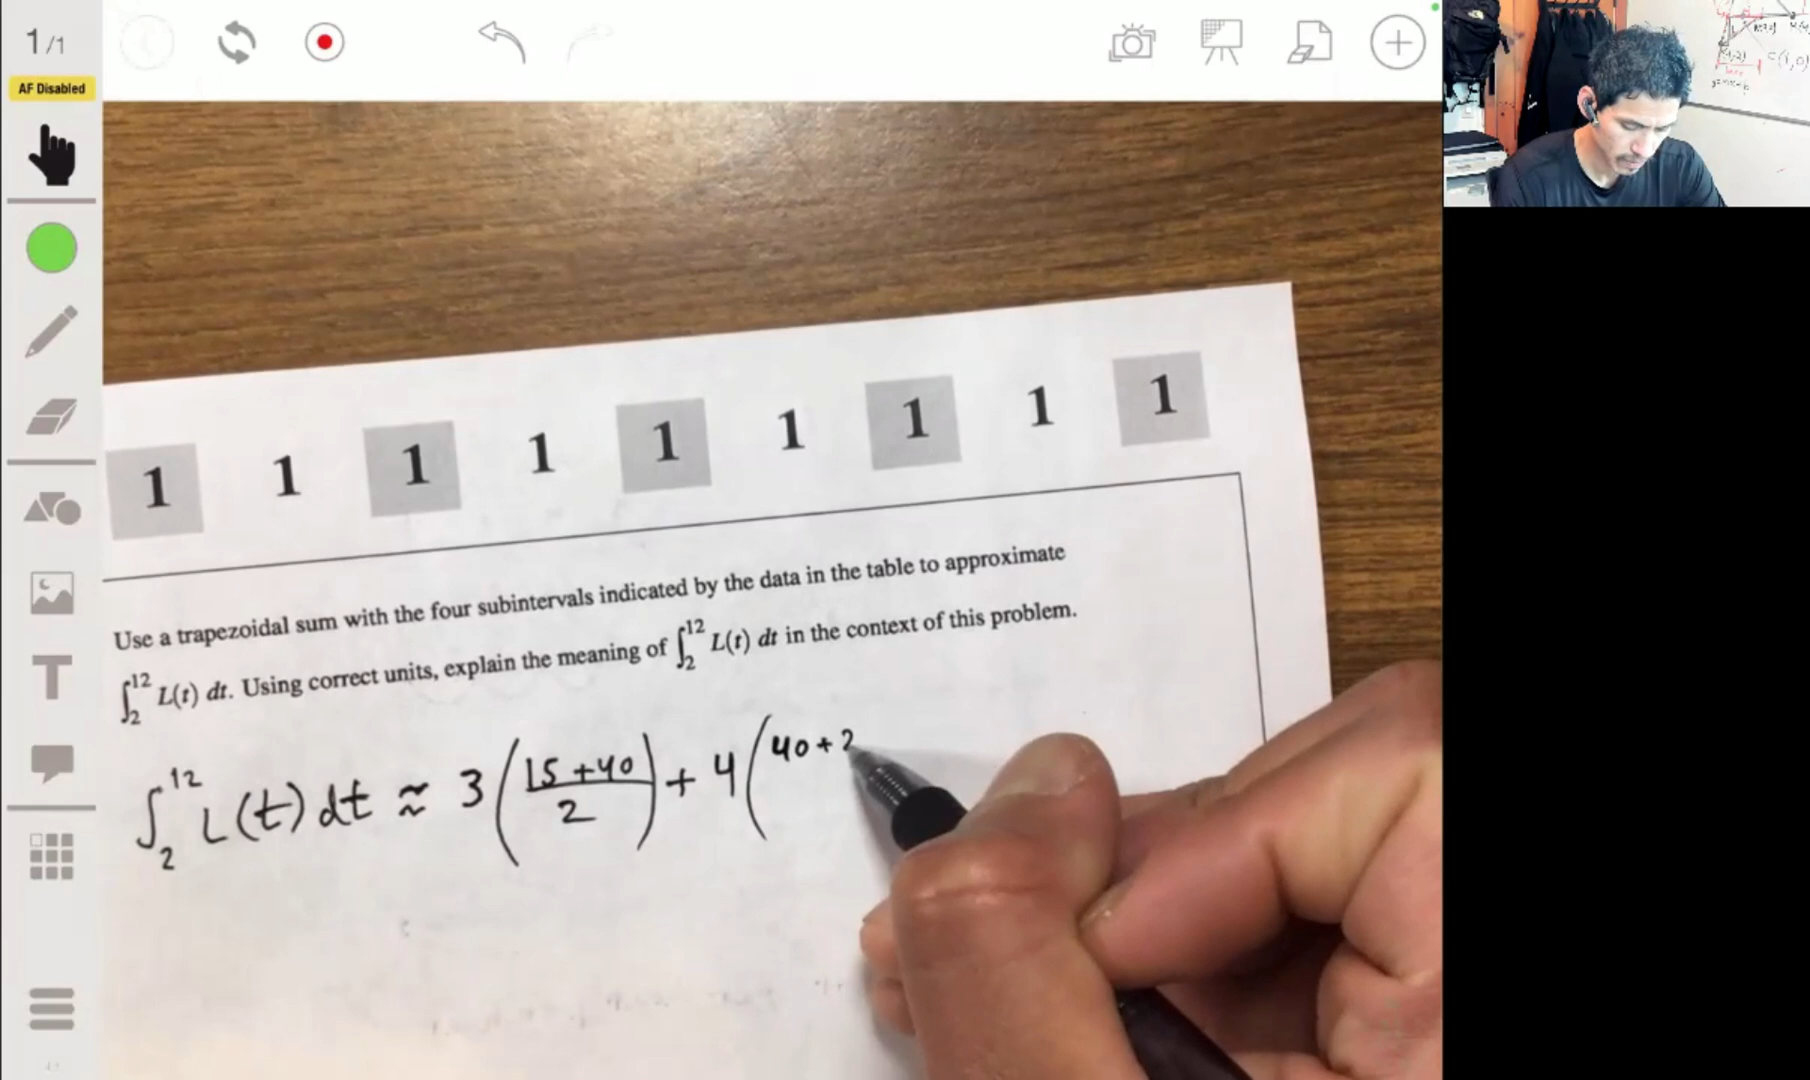 1/1
AF Disabled
T
1 1 1 1 1 1 1 1 1
Use a trapezoidal sum with the four subintervals indicated by the data in the table to approximate
∫₂¹² L(t) dt. Using correct units, explain the meaning of ∫₂¹² L(t) dt in the context of this problem.
∫₂¹² L(t) dt ≈ 3((15+40)/2) + 4(40+2
C(1,0)